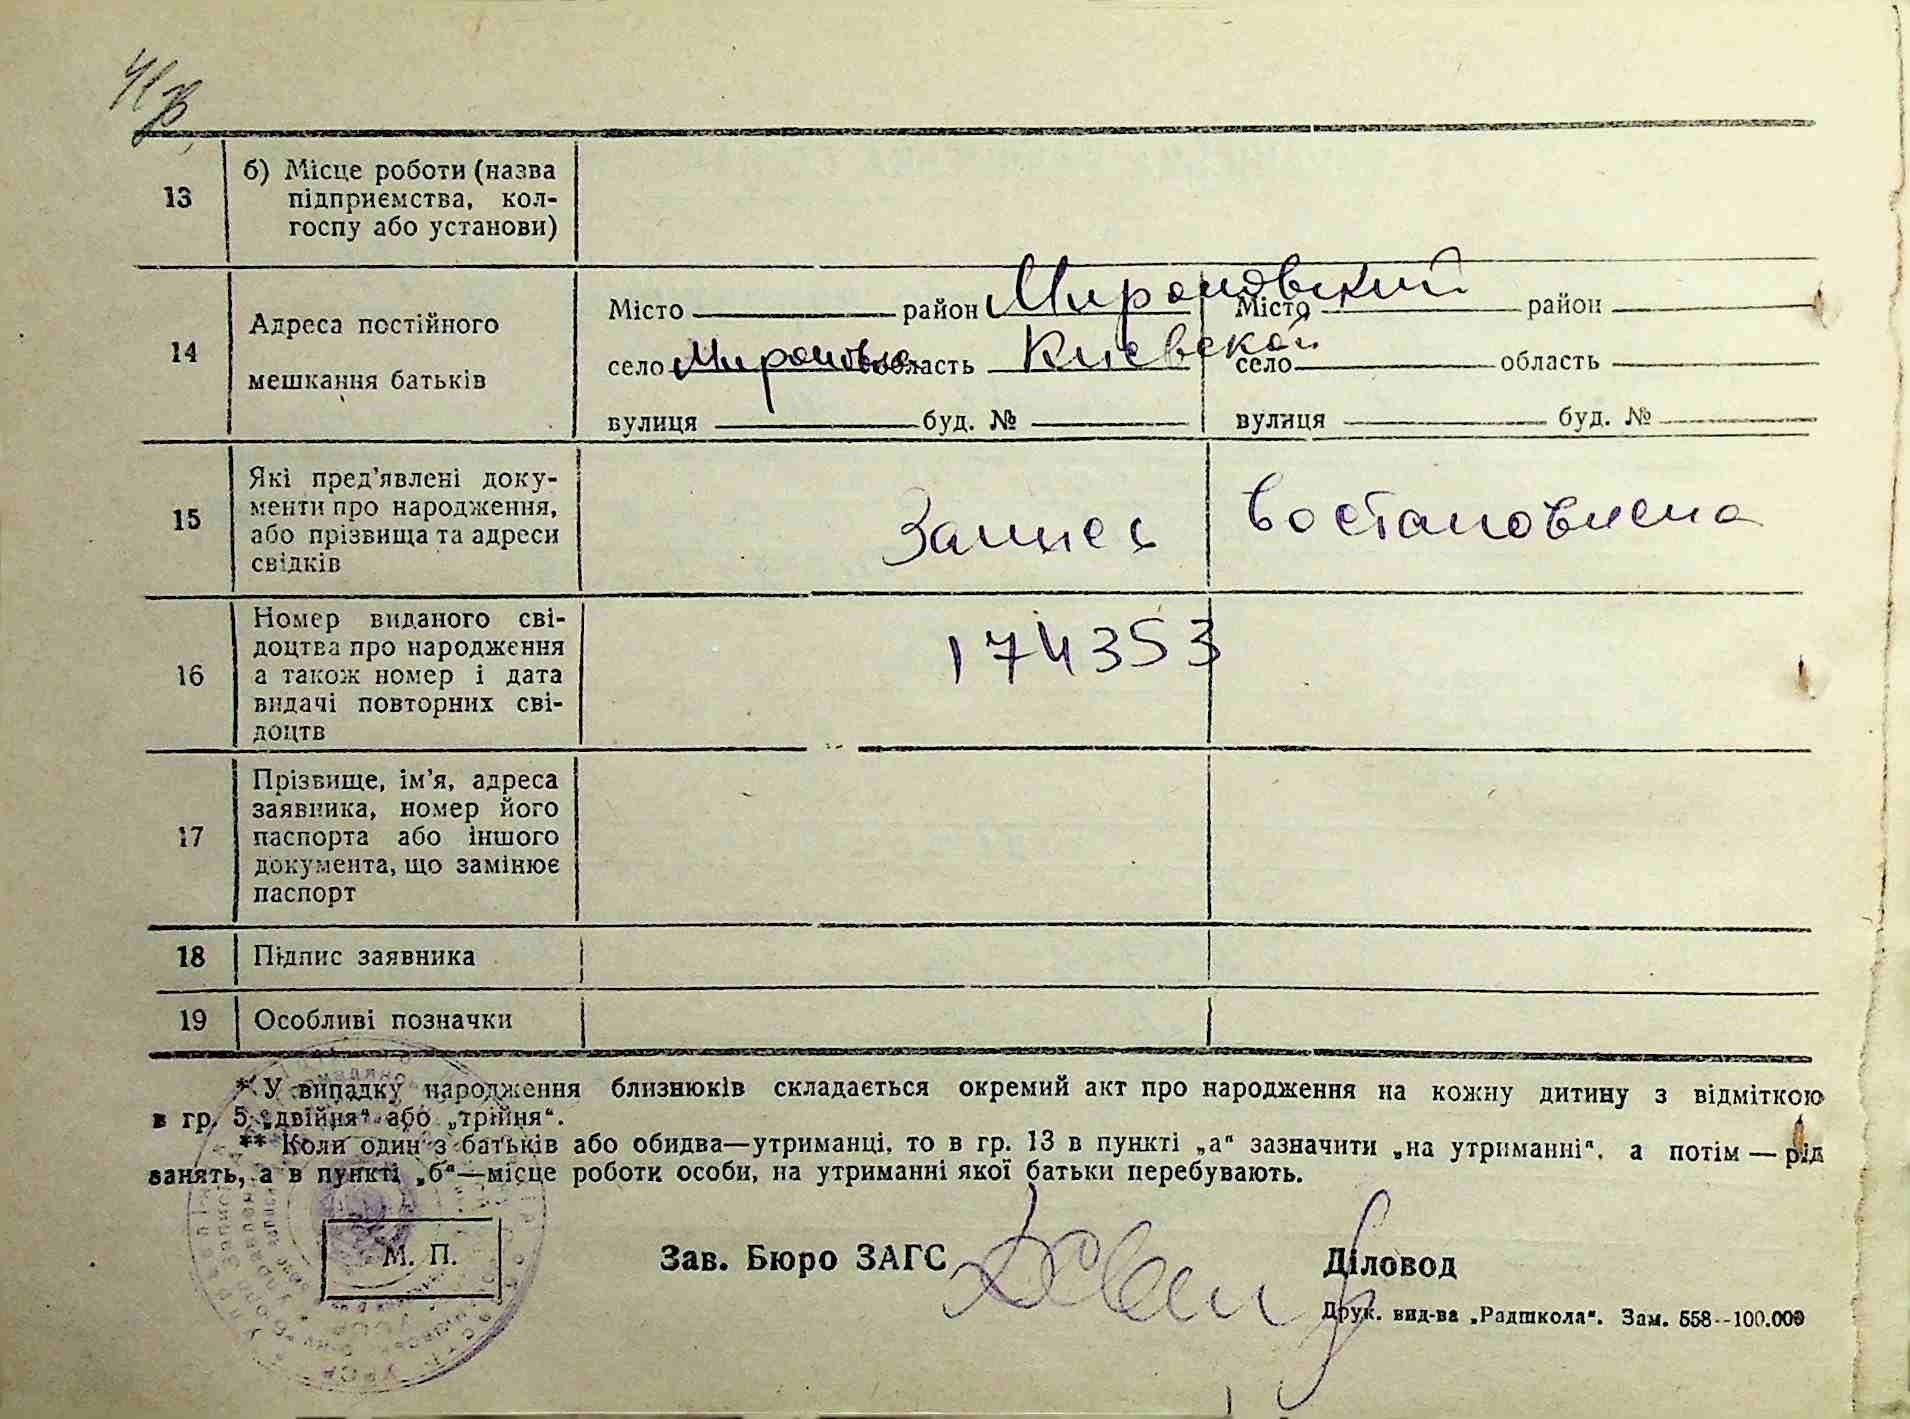 13
б) Місце роботи (назва
підприємства, кол-
госпу або установи)
14
Адреса постійного
мешкання батьків
Місто район Мироновский Місто район
село область Киевской село область
вулиця буд. № вулиця буд. №
15
Які пред’явлені доку-
менти про народження,
або прізвища та адреси
свідків
Запись востановлена
16
Номер виданого сві-
доцтва про народження
а також номер і дата
видачі повторних сві-
доцтв
174353
17
Прізвище, ім’я, адреса
заявника, номер його
паспорта або іншого
документа, що замінює
паспорт
18 Підпис заявника
19 Особливі позначки
* У випадку народження близнюків складається окремий акт про народження на кожну дитину з відміткою
в гр. 5 „двійня“ або „трійня“.
** Коли один з батьків або обидва—утриманці, то в гр. 13 в пункті „а“ зазначити „на утриманні“, а потім — рід
занять, а в пункті „б“—місце роботи особи, на утриманні якої батьки перебувають.
М. П.
Зав. Бюро ЗАГС
Діловод
Друк. вид-ва „Радшкола“. Зам. 558--100.000